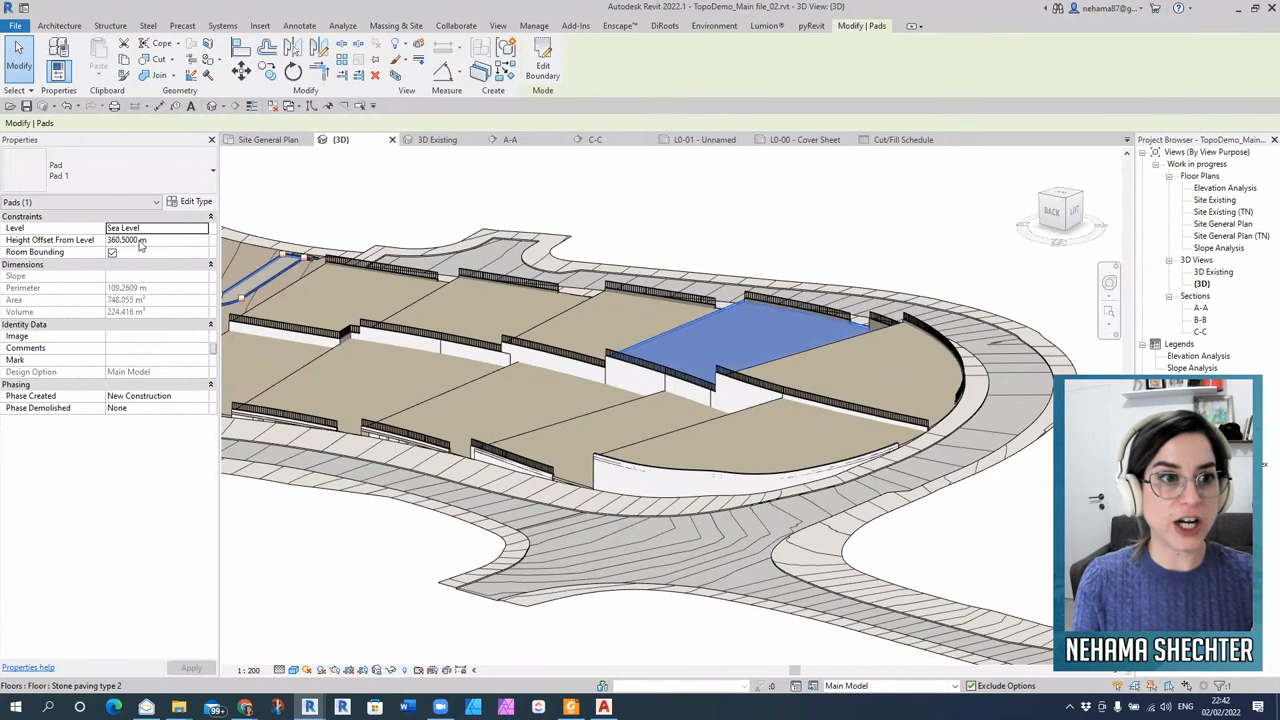 Autodesk Revit 2022.1 - TopoDemo_Main file_02.rvt - 3D View: {3D}
nehama87@g...
File Architecture Structure Steel Precast Systems Insert Annotate Analyze Massing & Site Collaborate View Manage Add-Ins Enscape™ DiRoots Environment Lumion® pyRevit Modify | Pads
Modify
Paste
Cope
Cut
Join
Edit
Boundary
Select Properties Clipboard Geometry Modify View Measure Create Mode
Modify | Pads
Properties
Site General Plan {3D} 3D Existing A-A C-C L0-01 - Unnamed L0-00 - Cover Sheet Cut/Fill Schedule
Project Browser - TopoDemo_Main...
Pad
Pad 1
Pads (1) Edit Type
Constraints
Level Sea Level
Height Offset From Level 360.5000 m
Room Bounding
Dimensions
Slope
Perimeter 109.2609 m
Area 748.055 m²
Volume 224.416 m³
Identity Data
Image
Comments
Mark
Design Option Main Model
Phasing
Phase Created New Construction
Phase Demolished None
Properties help Apply
BACK LEFT
Views (By View Purpose)
Work in progress
Floor Plans
Elevation Analysis
Site Existing
Site Existing (TN)
Site General Plan
Site General Plan (TN)
Slope Analysis
3D Views
3D Existing
{3D}
Sections
A-A
B-B
C-C
Legends
Elevation Analysis
Slope Analysis
NEHAMA SHECHTER
1 : 200
Floors : Floor : Stone paving type 2 :0 Main Model Exclude Options :1
99+
22:42
02/02/2022